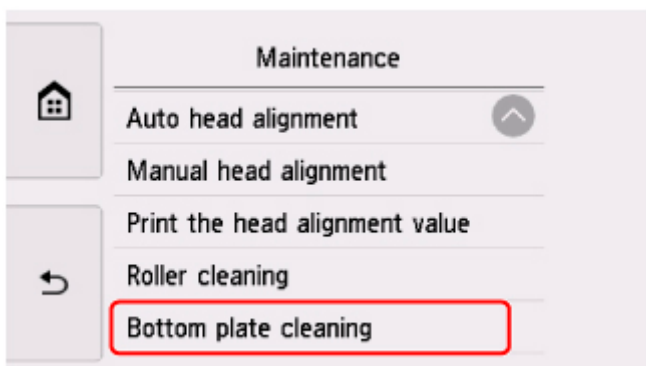 Maintenance
Auto head alignment
Manual head alignment
Print the head alignment value
Roller cleaning
Bottom plate cleaning